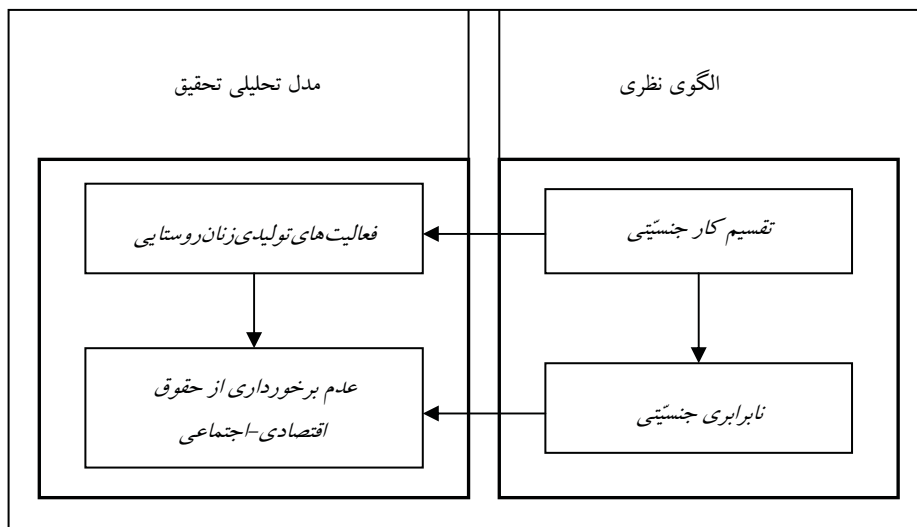 الگوی نظری
مدل تحلیلی تحقیق
تقسیم کار جنسیّتی
فعالیت‌های تولیدی زنان روستایی
نابرابری جنسیّتی
عدم برخورداری از حقوق
اقتصادی-اجتماعی